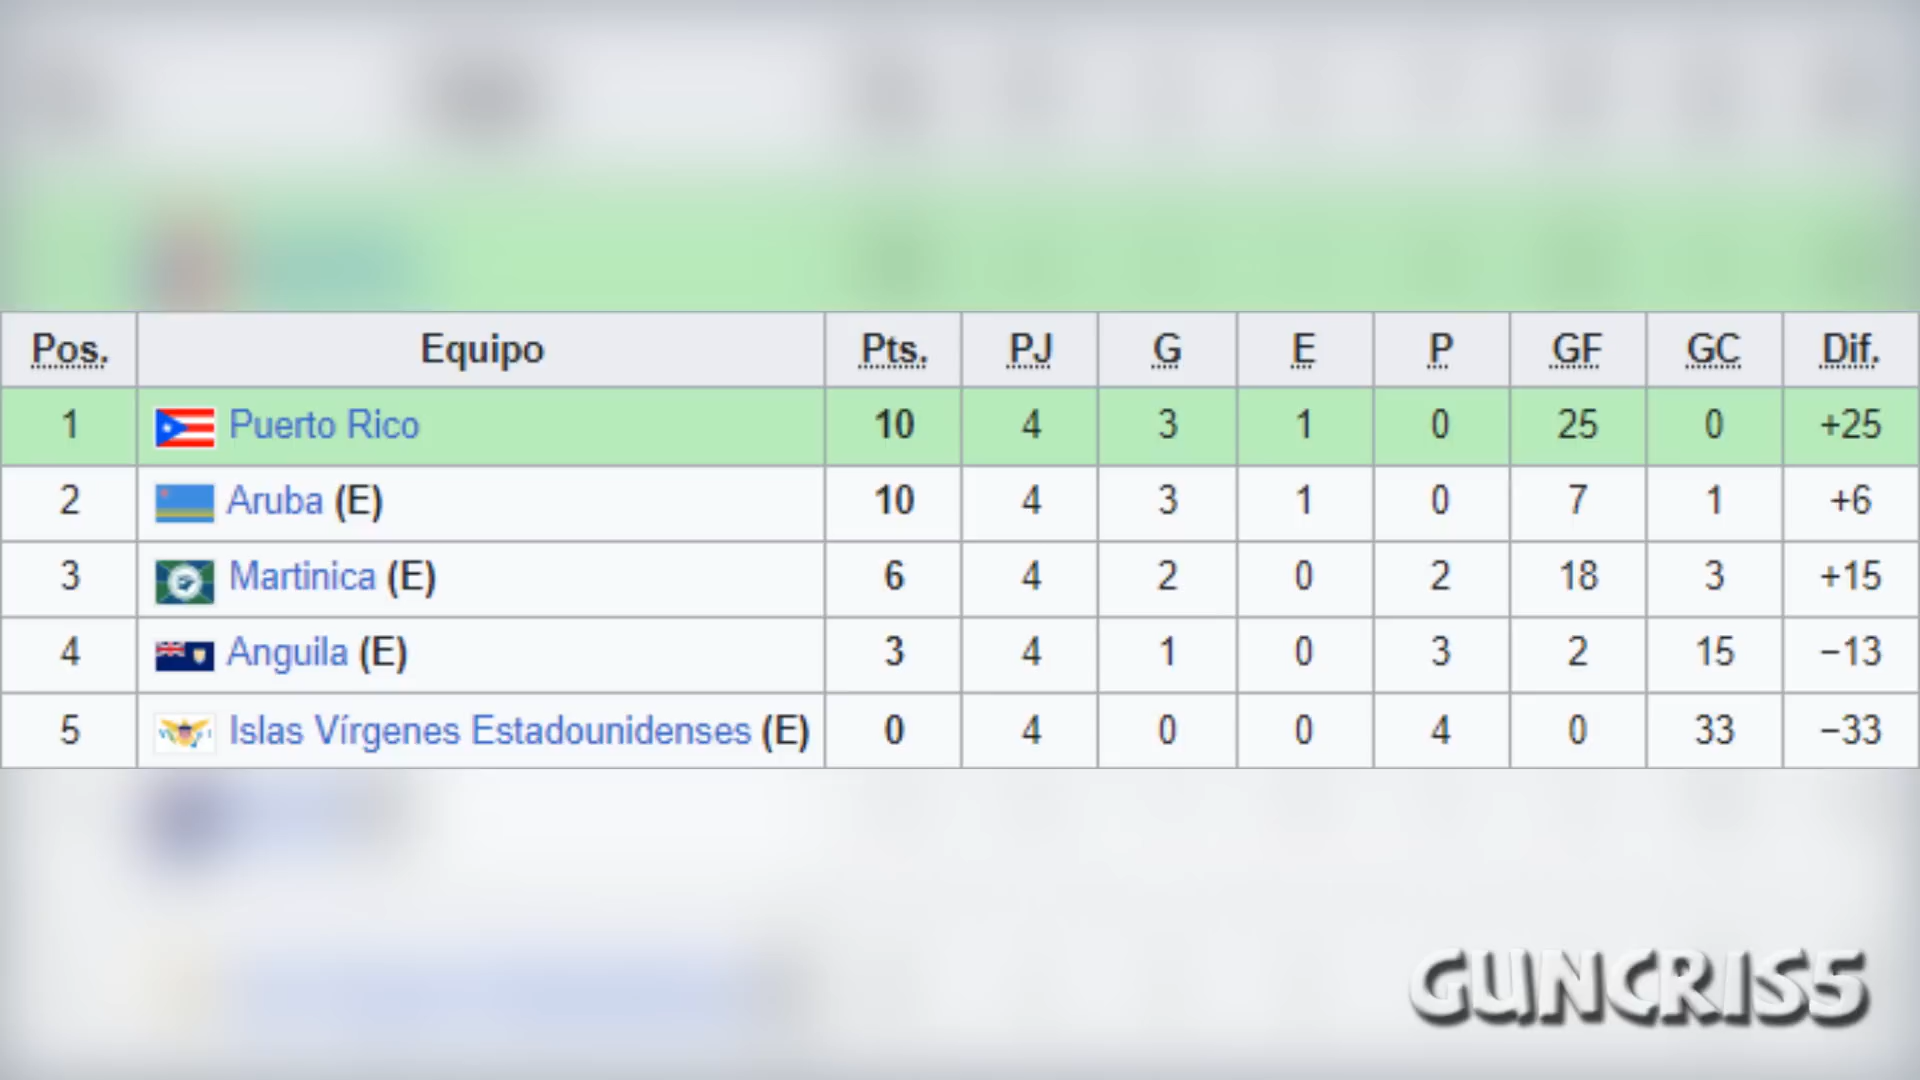 Pos. Equipo Pts. PJ G E P GF GC Dif.
1 Puerto Rico 10 4 3 1 0 25 0 +25
2 Aruba (E) 10 4 3 1 0 7 1 +6
3 Martinica (E) 6 4 2 0 2 18 3 +15
4 Anguila (E) 3 4 1 0 3 2 15 −13
5 Islas Vírgenes Estadounidenses (E) 0 4 0 0 4 0 33 −33
GUNCRIS5